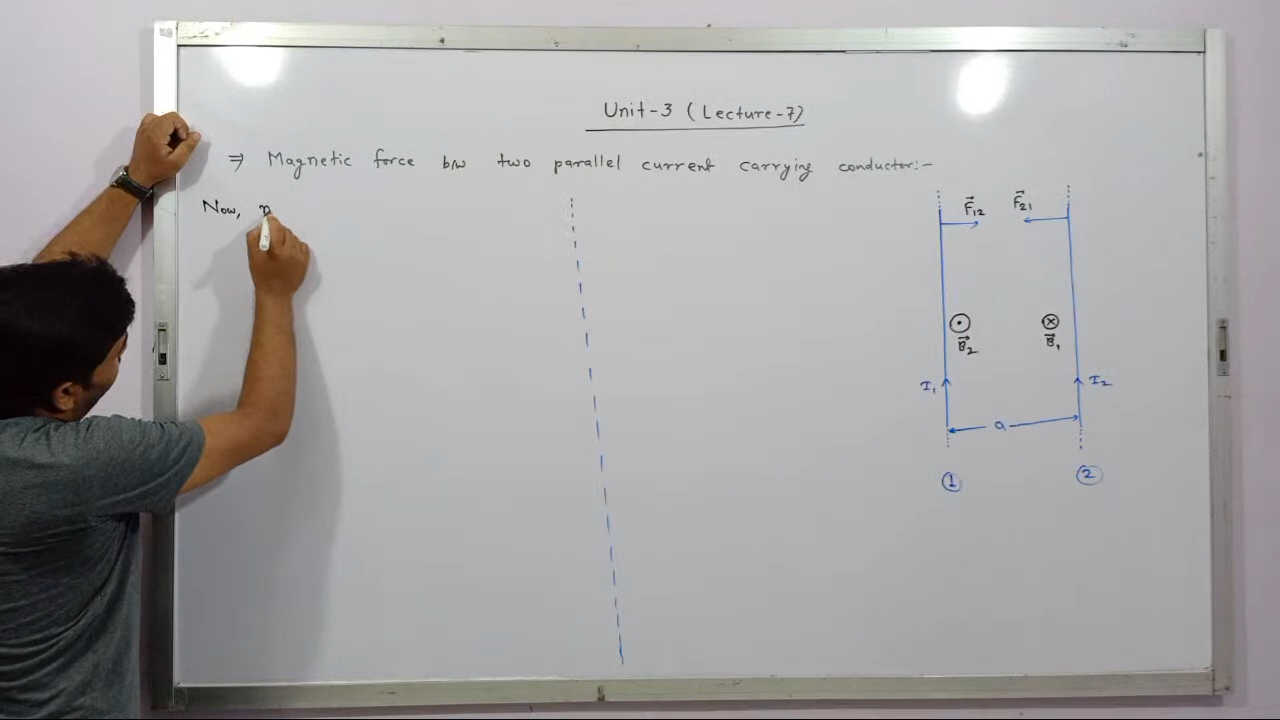 Unit-3 (Lecture-7)
⇒ Magnetic force b/w two parallel current carrying conductor:-
Now,
F⃗12 F⃗21
B⃗2 B⃗1
I1 I2
a
① ②